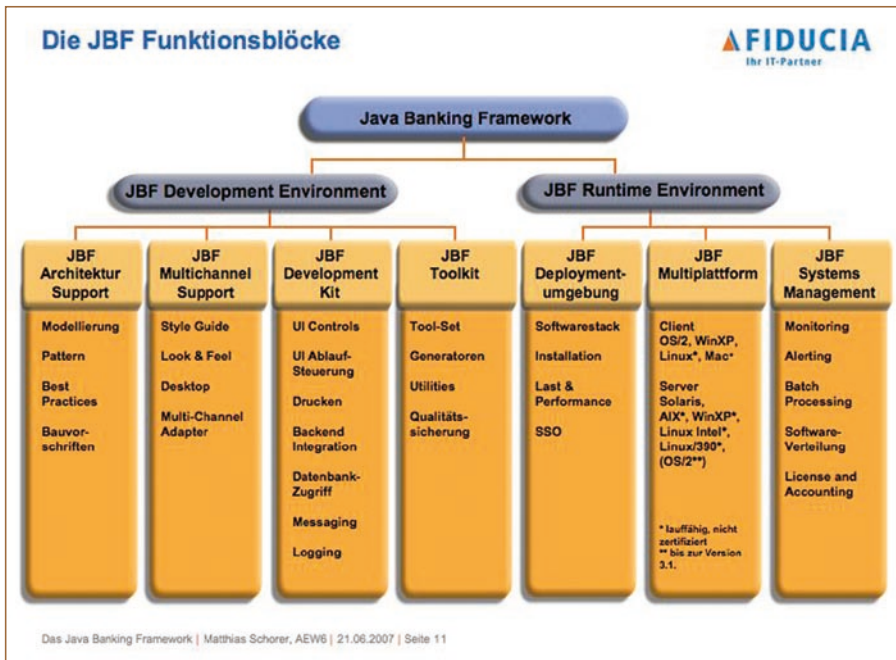 Die JBF Funktionsblöcke
FIDUCIA
Ihr IT-Partner
Java Banking Framework
JBF Development Environment
JBF Runtime Environment
JBF
Architektur
Support
Modellierung
Pattern
Best
Practices
Bauvor-
schriften
JBF
Multichannel
Support
Style Guide
Look & Feel
Desktop
Multi-Channel
Adapter
JBF
Development
Kit
UI Controls
UI Ablauf-
Steuerung
Drucken
Backend
Integration
Datenbank-
Zugriff
Messaging
Logging
JBF
Toolkit
Tool-Set
Generatoren
Utilities
Qualitäts-
sicherung
JBF
Deployment-
umgebung
Softwarestack
Installation
Last &
Performance
SSO
JBF
Multiplattform
Client
OS/2, WinXP,
Linux*, Mac*
Server
Solaris,
AIX*, WinXP*,
Linux Intel*,
Linux/390*,
(OS/2**)
* lauffähig, nicht
zertifiziert
** bis zur Version
3.1.
JBF
Systems
Management
Monitoring
Alerting
Batch
Processing
Software-
Verteilung
License and
Accounting
Das Java Banking Framework | Matthias Schorer, AEW6 | 21.06.2007 | Seite 11